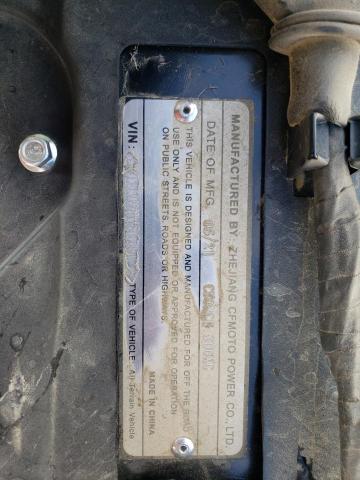 MANUFACTURED BY ZHEJIANG CFMOTO POWER CO., LTD.
DATE OF MFG. 05/21
THIS VEHICLE IS DESIGNED AND MANUFACTURED FOR OFF THE ROAD
USE ONLY AND IS NOT EQUIPPED OR APPROVED FOR OPERATION
ON PUBLIC STREETS, ROADS OR HIGHWAYS.
MADE IN CHINA
VIN: TYPE OF VEHICLE: All Terrain Vehicle